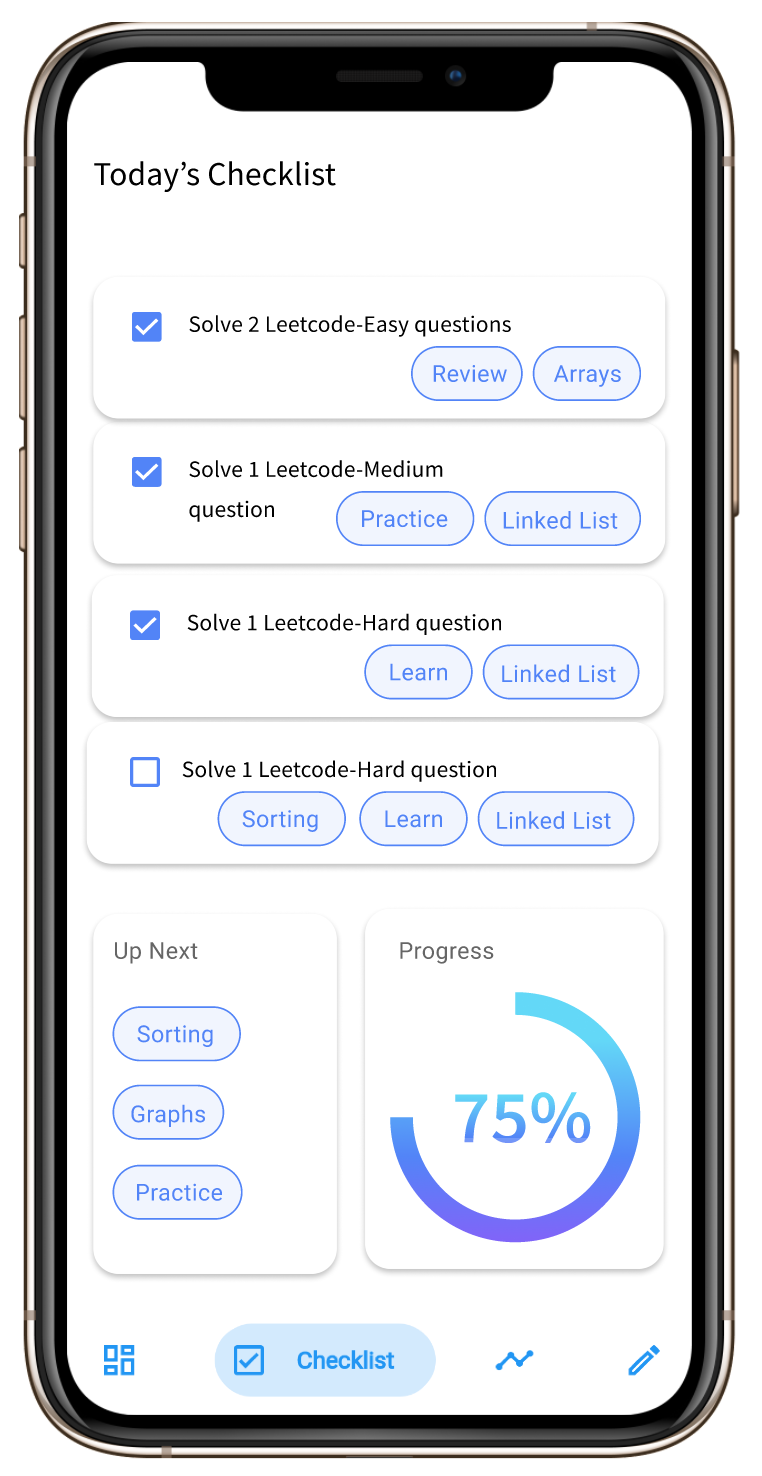 Today’s Checklist
Solve 2 Leetcode-Easy questions
Review Arrays
Solve 1 Leetcode-Medium
question
Practice Linked List
Solve 1 Leetcode-Hard question
Learn Linked List
Solve 1 Leetcode-Hard question
Sorting Learn Linked List
Up Next
Sorting
Graphs
Practice
Progress
75%
Checklist